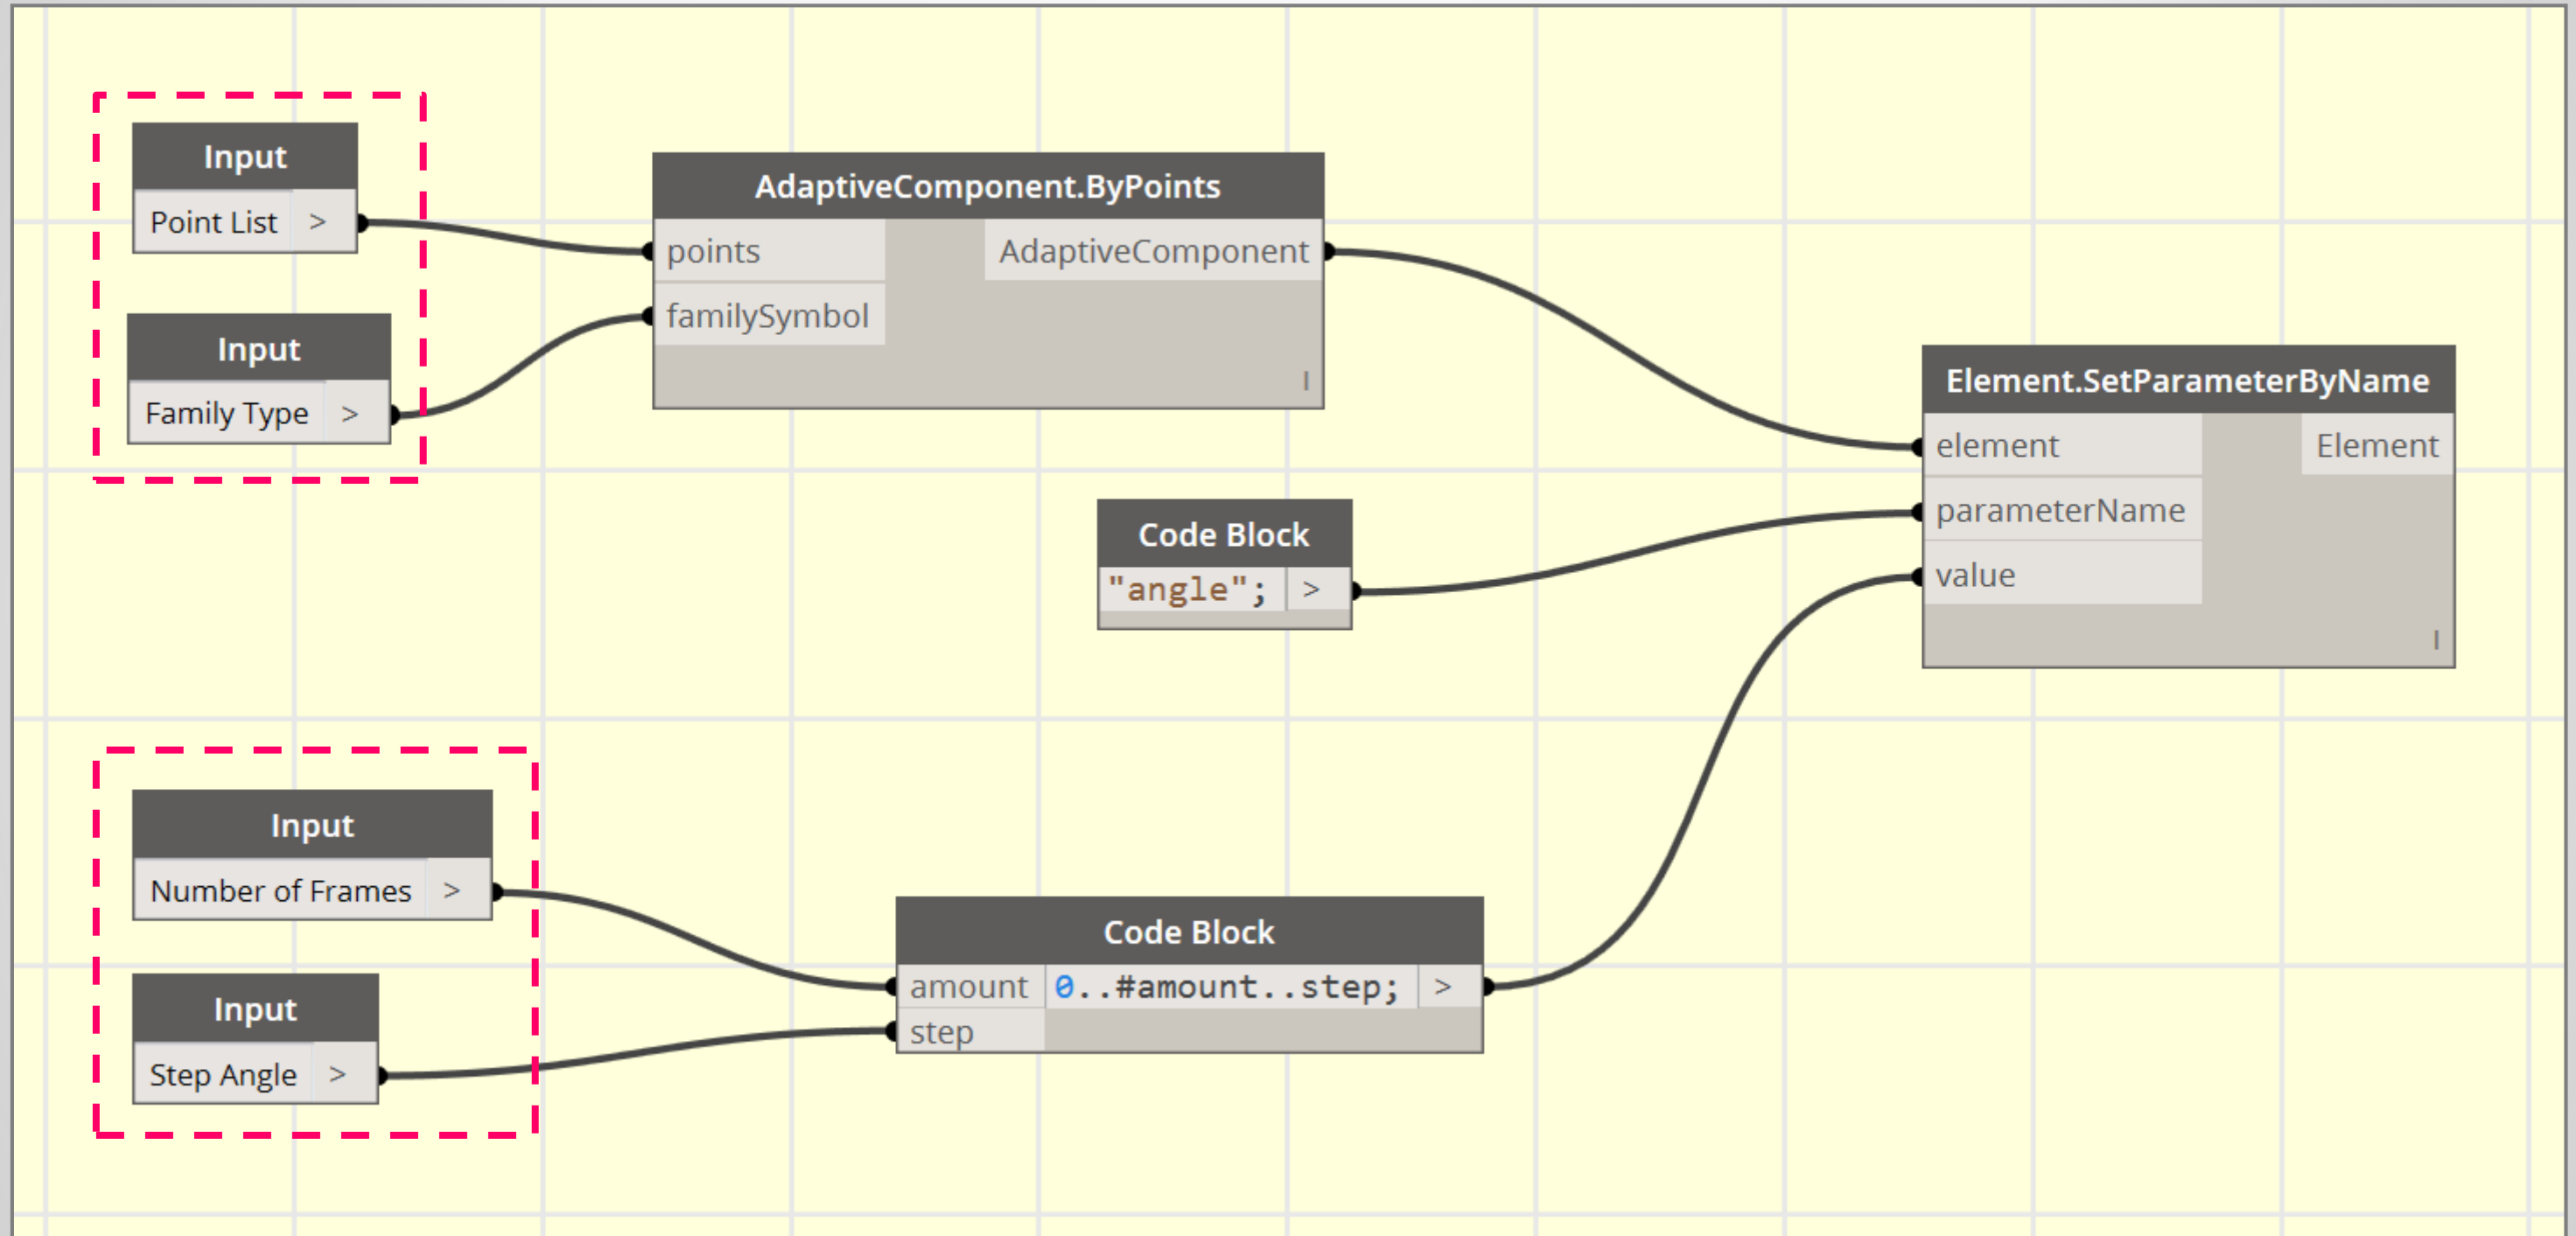 Input
Point List >
Input
Family Type >
AdaptiveComponent.ByPoints
points AdaptiveComponent
familySymbol
l
Element.SetParameterByName
element Element
parameterName
value
l
Code Block
"angle"; >
Input
Number of Frames >
Input
Step Angle >
Code Block
amount 0..#amount..step; >
step